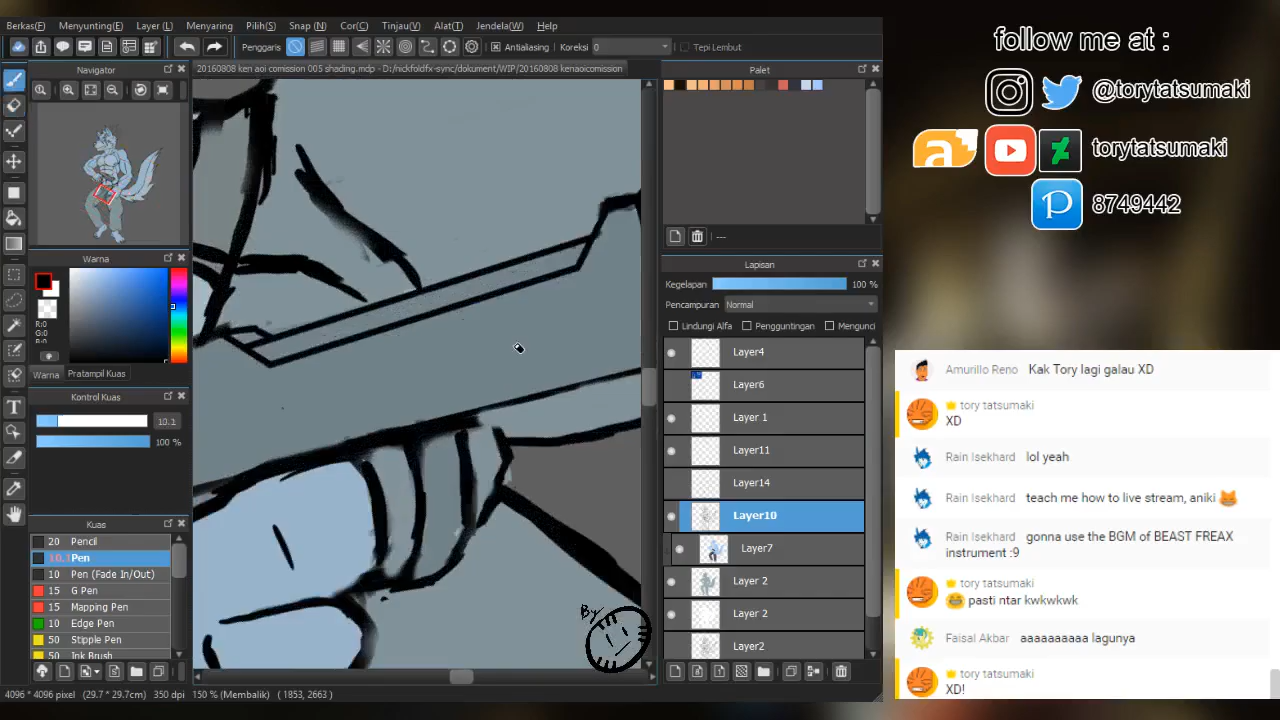 Berkas(F) Menyunting(E) Layer (L) Menyaring Pilih(S) Snap (N) Cor(C) Tinjau(V) Alat(T) Jendela(W) Help
Penggaris Antialiasing Koreksi 0 Tepi Lembut
Navigator
20160808 ken aoi comission 005 shading.mdp - D:/nickfoldfx-sync/dokument/WIP/20160808 kenaoicomission
Palet
---
Warna
R:0
G:0
Warna Pratampil Kuas
Kontrol Kuas
10.1
100 %
Kuas
20 Pencil
10.1 Pen
10 Pen (Fade In/Out)
15 G Pen
15 Mapping Pen
10 Edge Pen
50 Stipple Pen
50 Ink Brush
Lapisan
Kegelapan 100 %
Pencampuran Normal
Lindungi Alfa Pengguntingan Mengunci
Layer4
Layer6
Layer 1
Layer11
Layer14
Layer10
Layer7
Layer 2
Layer 2
Layer2
By
4096 * 4096 pixel (29.7 * 29.7cm) 350 dpi 150 % (Membalik) ( 1853, 2663 )
follow me at :
@torytatsumaki
torytatsumaki
8749442
Amurillo Reno Kak Tory lagi galau XD
tory tatsumaki
XD
Rain Isekhard lol yeah
Rain Isekhard teach me how to live stream, aniki
Rain Isekhard gonna use the BGM of BEAST FREAX
instrument :9
tory tatsumaki
pasti ntar kwkwkwk
Faisal Akbar aaaaaaaaaa lagunya
tory tatsumaki
XD!